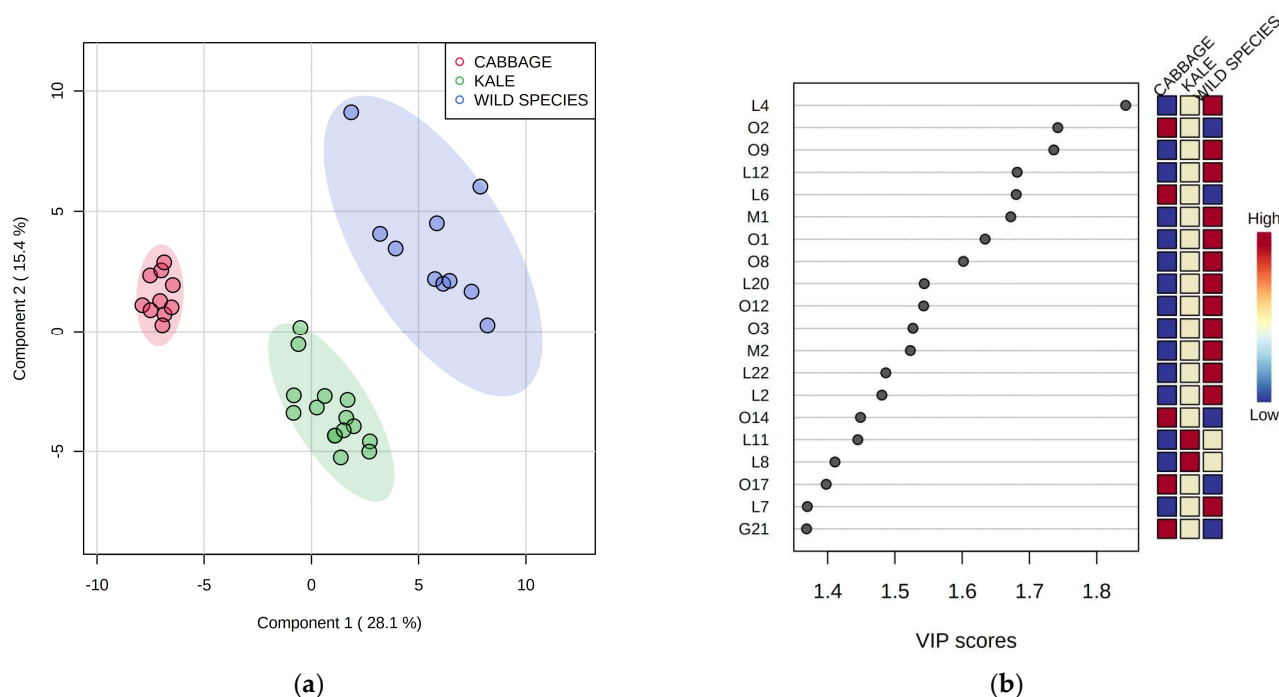 CABBAGE
KALE
WILD SPECIES
10
5
0
-5
-10
-5
0
5
10
Component 2 ( 15.4 %)
Component 1 ( 28.1 %)
(a)
CABBAGE
KALE
WILD SPECIES
L4
O2
O9
L12
L6
M1
O1
O8
L20
O12
O3
M2
L22
L2
O14
L11
L8
O17
L7
G21
High
Low
1.4
1.5
1.6
1.7
1.8
VIP scores
(b)